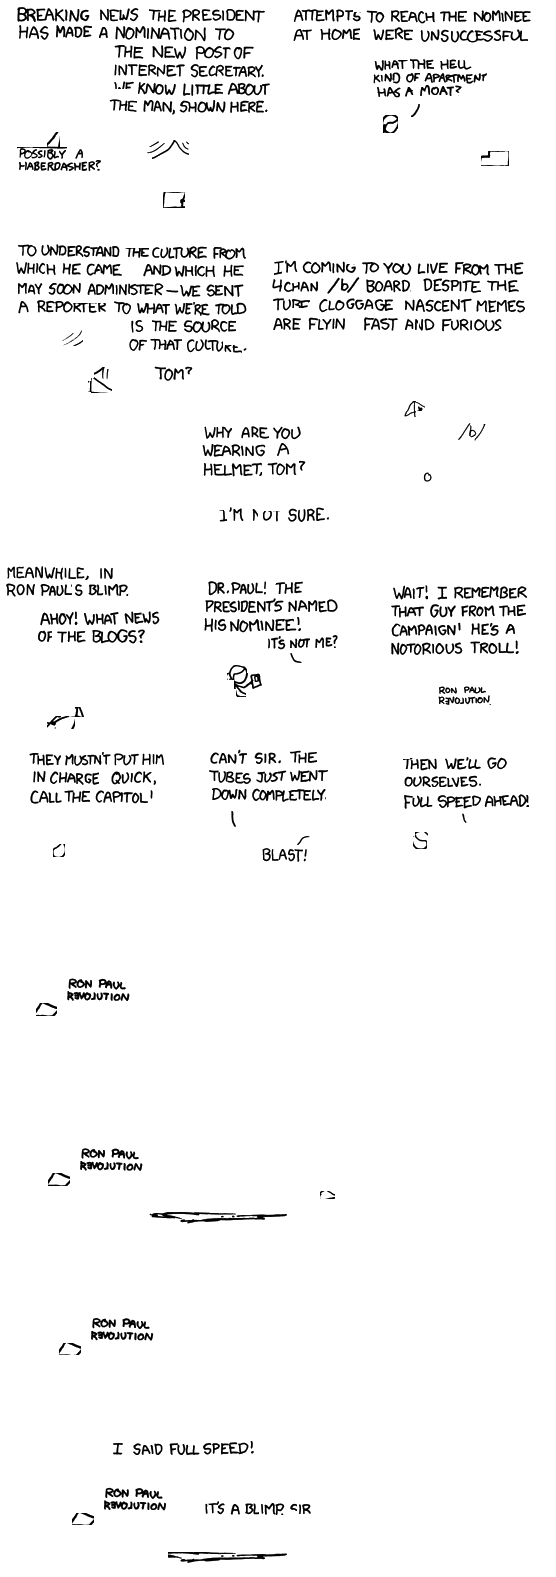 BREAKING NEWS THE PRESIDENT
HAS MADE A NOMINATION TO
THE NEW POST OF
INTERNET SECRETARY.
WE KNOW LITTLE ABOUT
THE MAN, SHOWN HERE.
POSSIBLY A
HABERDASHER?
ATTEMPTS TO REACH THE NOMINEE
AT HOME WERE UNSUCCESSFUL
WHAT THE HELL
KIND OF APARTMENT
HAS A MOAT?
TO UNDERSTAND THE CULTURE FROM
WHICH HE CAME AND WHICH HE
MAY SOON ADMINISTER—WE SENT
A REPORTER TO WHAT WE'RE TOLD
IS THE SOURCE
OF THAT CULTURE.
TOM?
I'M COMING TO YOU LIVE FROM THE
4CHAN /b/ BOARD DESPITE THE
TUBE CLOGGAGE NASCENT MEMES
ARE FLYIN FAST AND FURIOUS
/b/
WHY ARE YOU
WEARING A
HELMET, TOM?
I'M NOT SURE.
MEANWHILE, IN
RON PAUL'S BLIMP.
AHOY! WHAT NEWS
OF THE BLOGS?
DR. PAUL! THE
PRESIDENT'S NAMED
HIS NOMINEE!
IT'S NOT ME?
WAIT! I REMEMBER
THAT GUY FROM THE
CAMPAIGN! HE'S A
NOTORIOUS TROLL!
RON PAUL
REVOLUTION
THEY MUSTN'T PUT HIM
IN CHARGE QUICK,
CALL THE CAPITOL!
CAN'T SIR. THE
TUBES JUST WENT
DOWN COMPLETELY.
BLAST!
THEN WE'LL GO
OURSELVES.
FULL SPEED AHEAD!
RON PAUL
REVOLUTION
RON PAUL
REVOLUTION
RON PAUL
REVOLUTION
I SAID FULL SPEED!
RON PAUL
REVOLUTION
IT'S A BLIMP, SIR